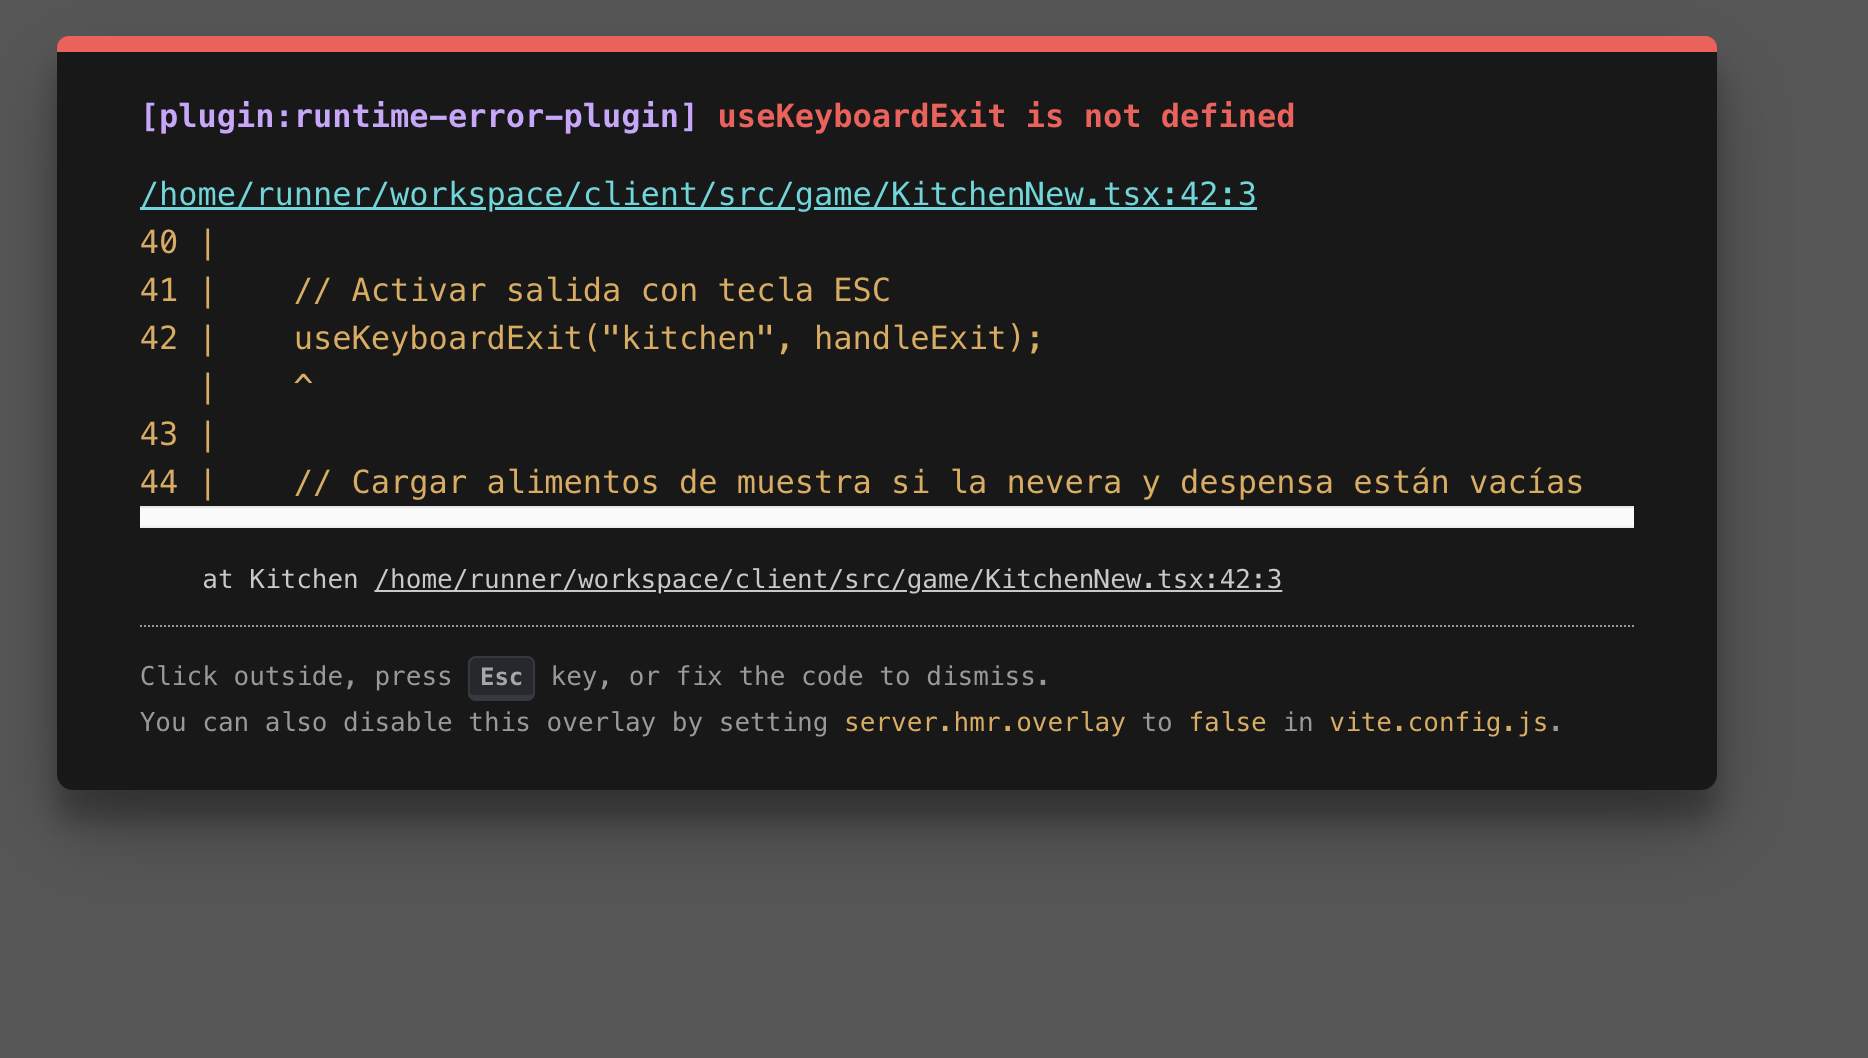 [plugin:runtime-error-plugin] useKeyboardExit is not defined
/home/runner/workspace/client/src/game/KitchenNew.tsx:42:3
40 |
41 |    // Activar salida con tecla ESC
42 |    useKeyboardExit("kitchen", handleExit);
   |    ^
43 |
44 |    // Cargar alimentos de muestra si la nevera y despensa están vacías
at Kitchen /home/runner/workspace/client/src/game/KitchenNew.tsx:42:3
Click outside, press Esc key, or fix the code to dismiss.
You can also disable this overlay by setting server.hmr.overlay to false in vite.config.js.